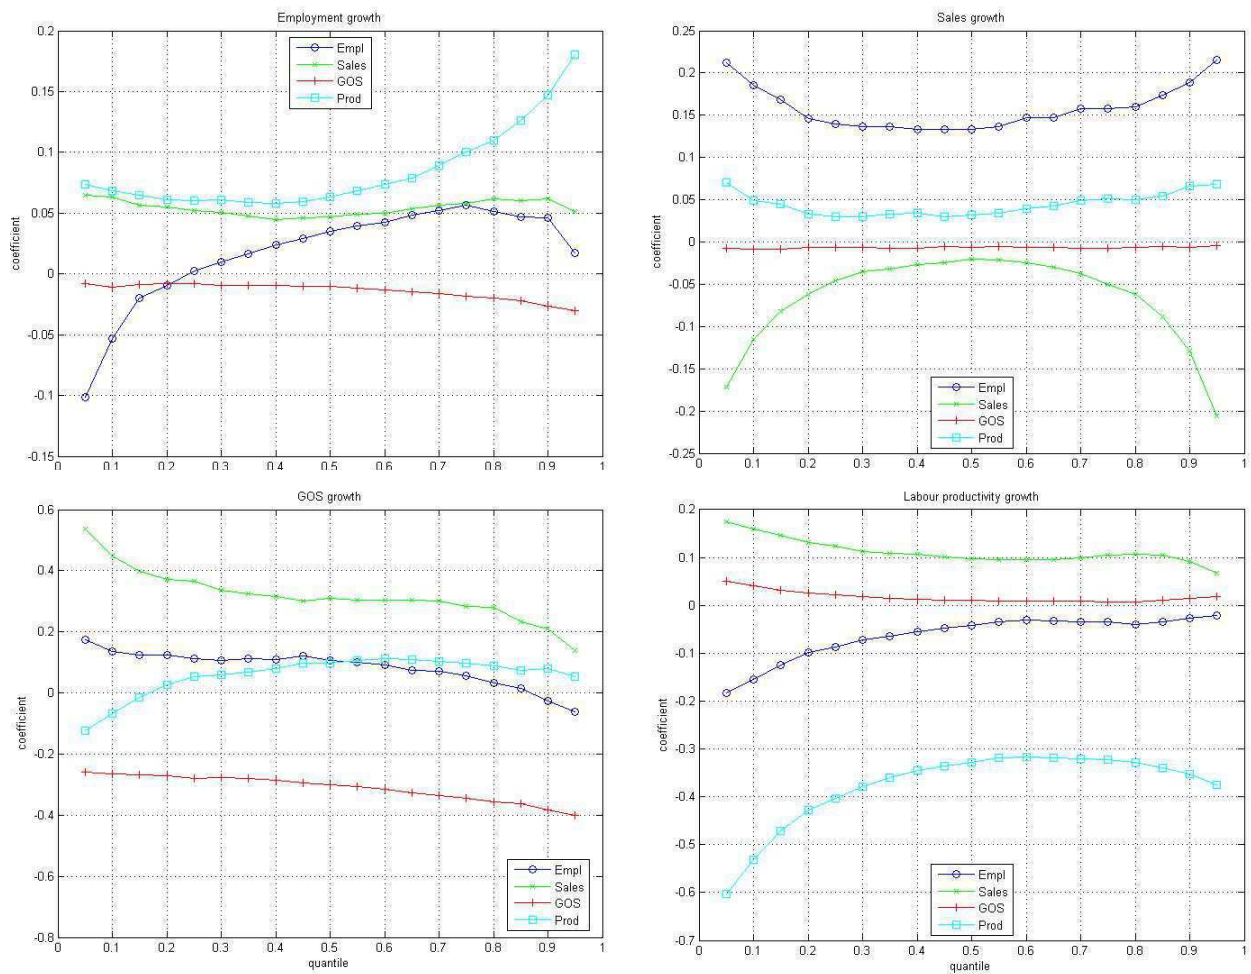 Employment growth
0.2
0.15
0.1
0.05
0
-0.05
-0.1
-0.15
coefficient
Empl
Sales
GOS
Prod
0 0.1 0.2 0.3 0.4 0.5 0.6 0.7 0.8 0.9 1
Sales growth
0.25
0.2
0.15
0.1
0.05
0
-0.05
-0.1
-0.15
-0.2
-0.25
coefficient
Empl
Sales
GOS
Prod
0 0.1 0.2 0.3 0.4 0.5 0.6 0.7 0.8 0.9 1
GOS growth
0.6
0.4
0.2
0
-0.2
-0.4
-0.6
-0.8
coefficient
Empl
Sales
GOS
Prod
0 0.1 0.2 0.3 0.4 0.5 0.6 0.7 0.8 0.9 1
quantile
Labour productivity growth
0.2
0.1
0
-0.1
-0.2
-0.3
-0.4
-0.5
-0.6
-0.7
coefficient
Empl
Sales
GOS
Prod
0 0.1 0.2 0.3 0.4 0.5 0.6 0.7 0.8 0.9 1
quantile